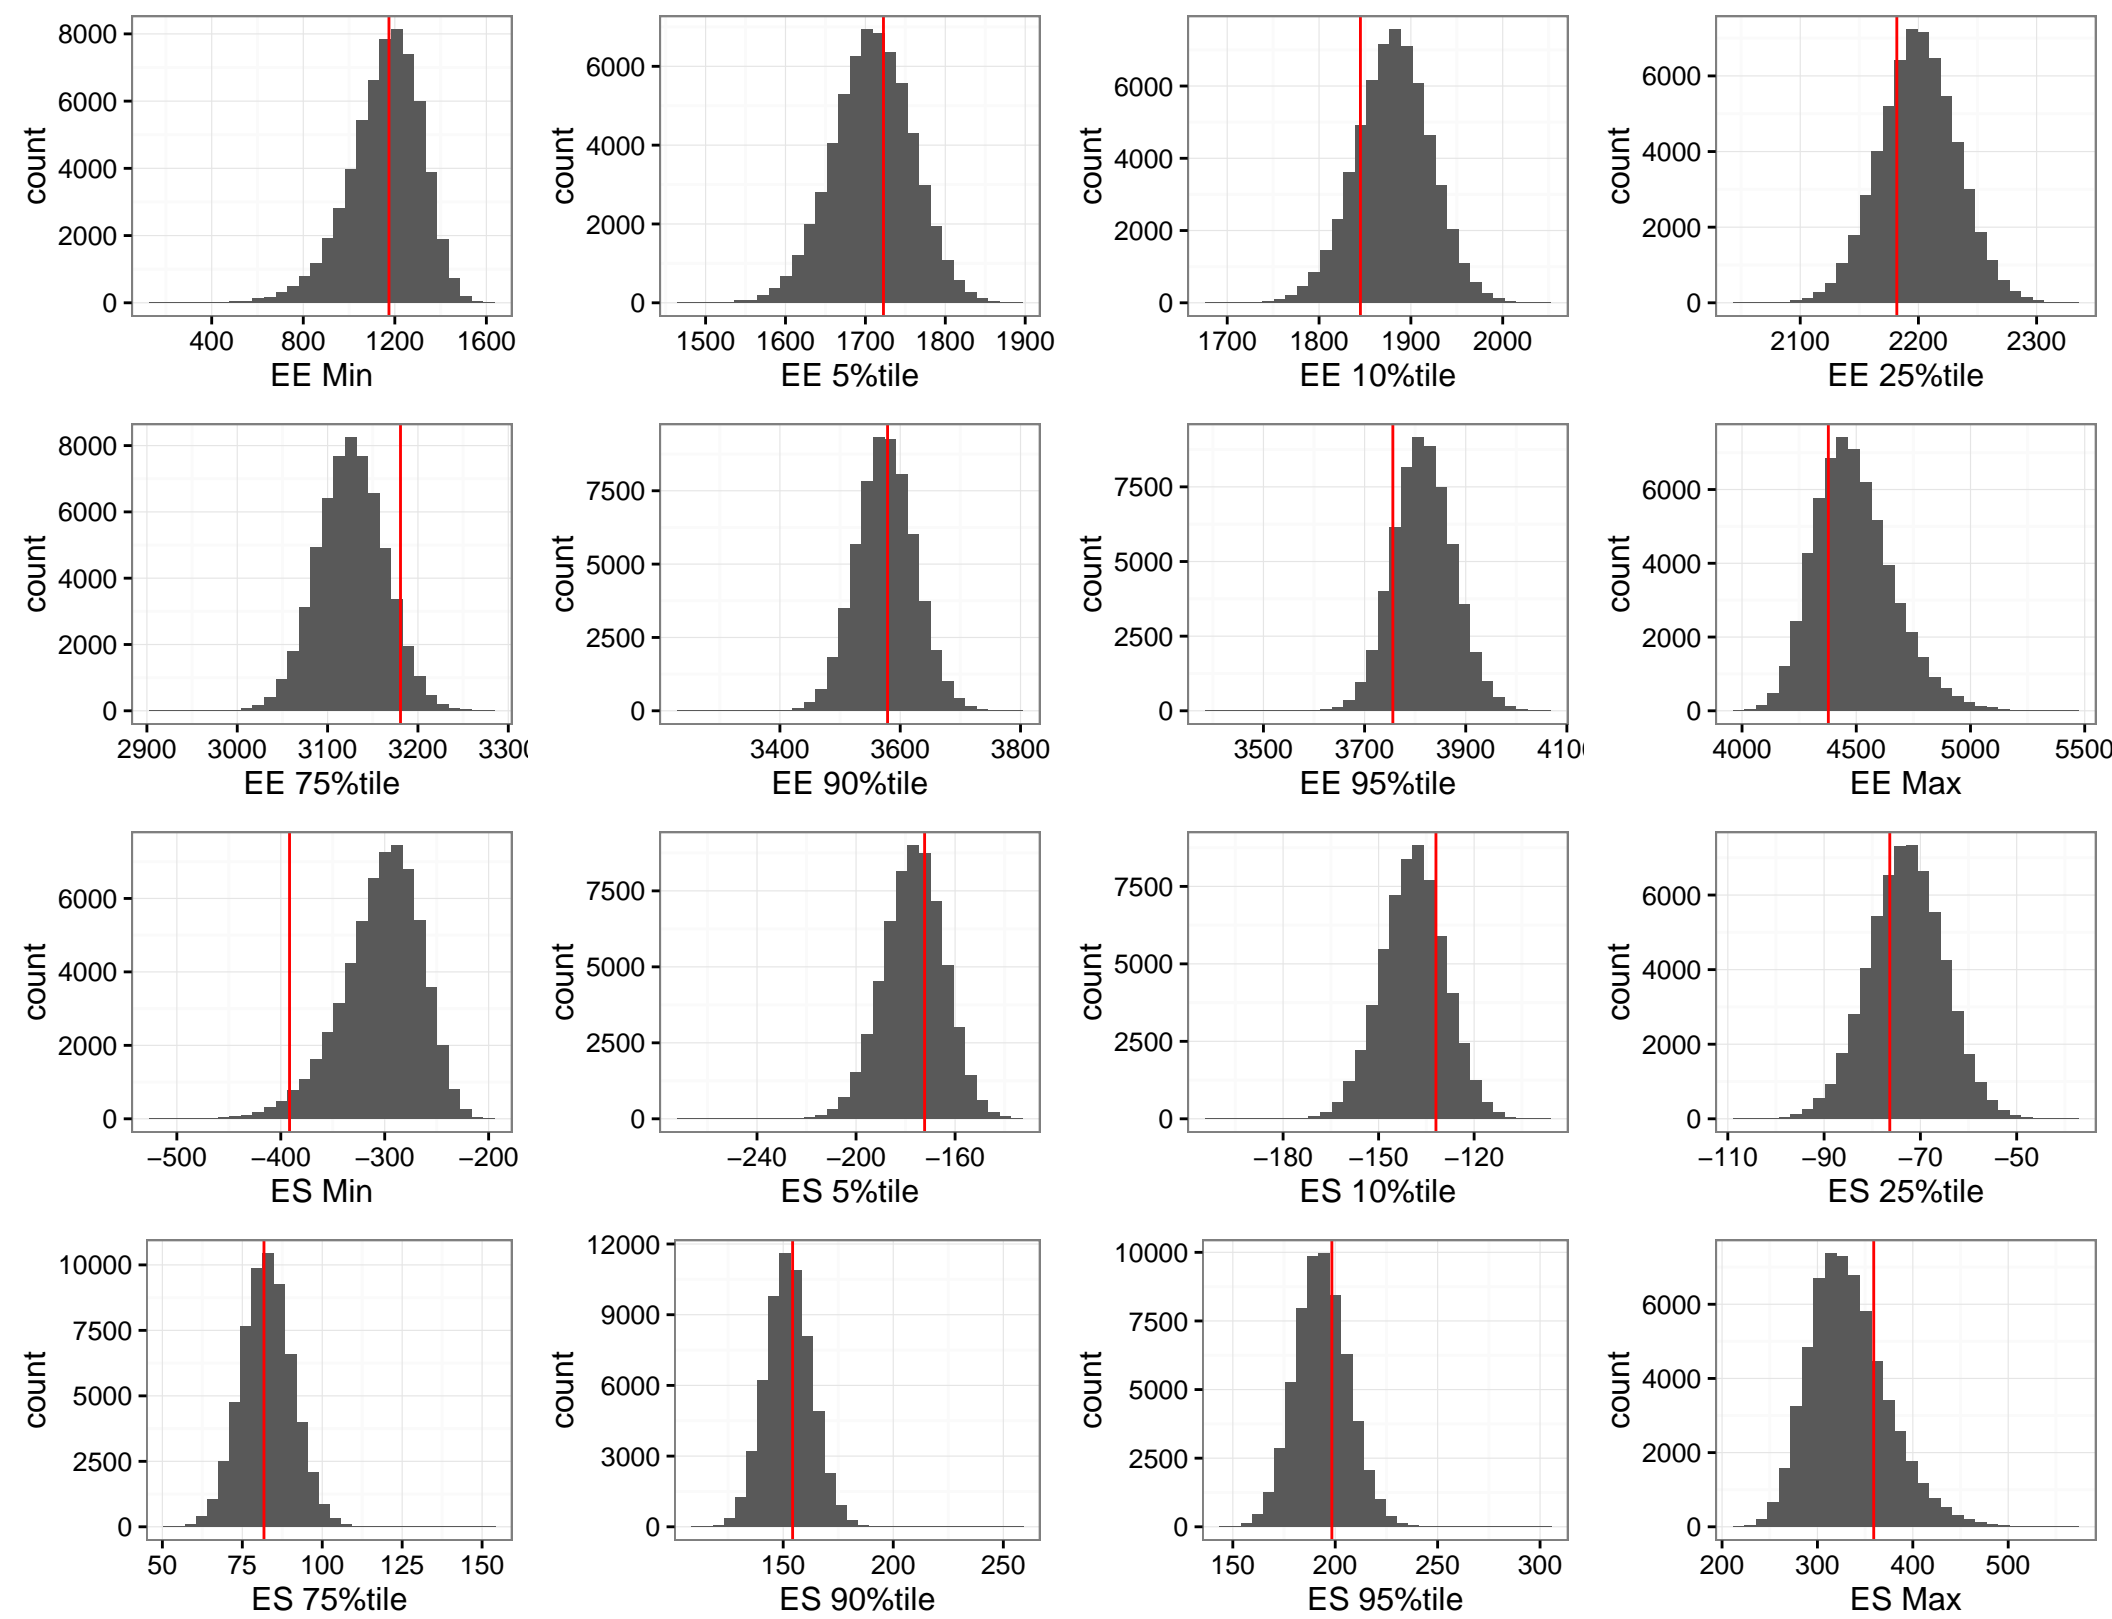 count
8000
6000
4000
2000
0
400 800 1200 1600
EE Min
count
6000
4000
2000
0
1500 1600 1700 1800 1900
EE 5%tile
count
6000
4000
2000
0
1700 1800 1900 2000
EE 10%tile
count
6000
4000
2000
0
2100 2200 2300
EE 25%tile
count
8000
6000
4000
2000
0
2900 3000 3100 3200 3300
EE 75%tile
count
7500
5000
2500
0
3400 3600 3800
EE 90%tile
count
7500
5000
2500
0
3500 3700 3900 4100
EE 95%tile
count
6000
4000
2000
0
4000 4500 5000 5500
EE Max
count
6000
4000
2000
0
−500 −400 −300 −200
ES Min
count
7500
5000
2500
0
−240 −200 −160
ES 5%tile
count
7500
5000
2500
0
−180 −150 −120
ES 10%tile
count
6000
4000
2000
0
−110 −90 −70 −50
ES 25%tile
count
10000
7500
5000
2500
0
50 75 100 125 150
ES 75%tile
count
12000
9000
6000
3000
0
150 200 250
ES 90%tile
count
10000
7500
5000
2500
0
150 200 250 300
ES 95%tile
count
6000
4000
2000
0
200 300 400 500
ES Max